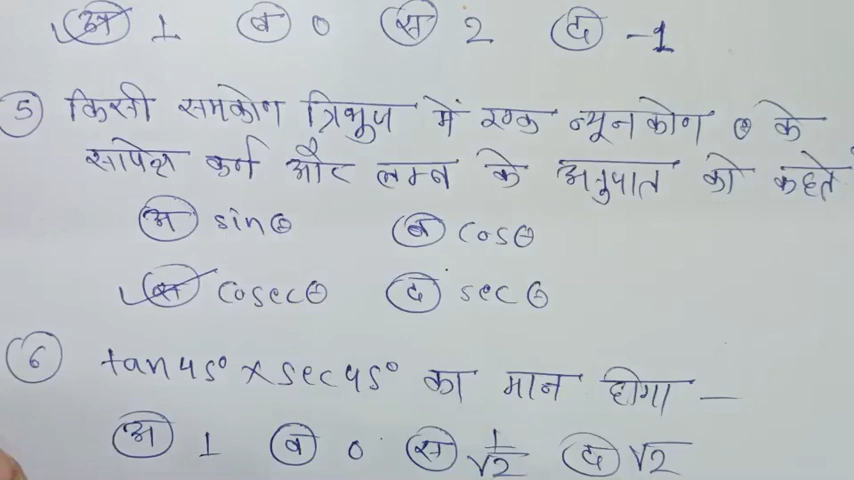 (अ) 1 (ब) 0 (स) 2 (द) -1
(5) किसी समकोण त्रिभुज में एक न्यूनकोण θ के
सापेक्ष कर्ण और लम्ब के अनुपात को कहते
(अ) sinθ (ब) cosθ
(स) cosecθ (द) secθ
(6) tan45° × sec45° का मान होगा —
(अ) 1 (ब) 0 (स) 1/√2 (द) √2